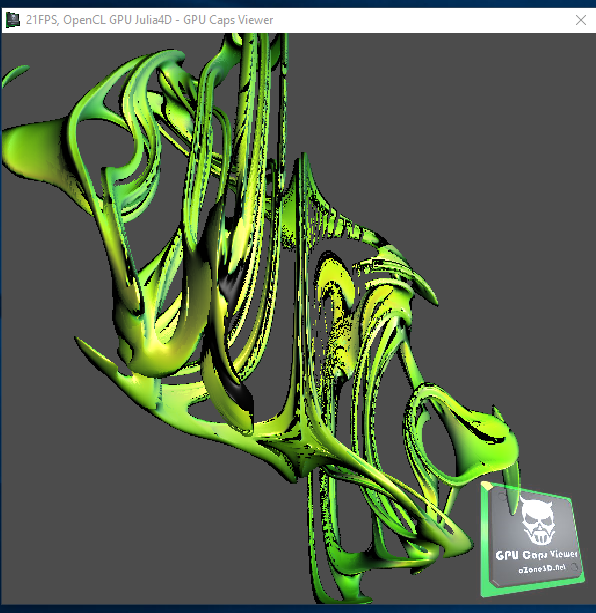 21FPS, OpenCL GPU Julia4D - GPU Caps Viewer
GPU Caps Viewer
oZone3D.Net